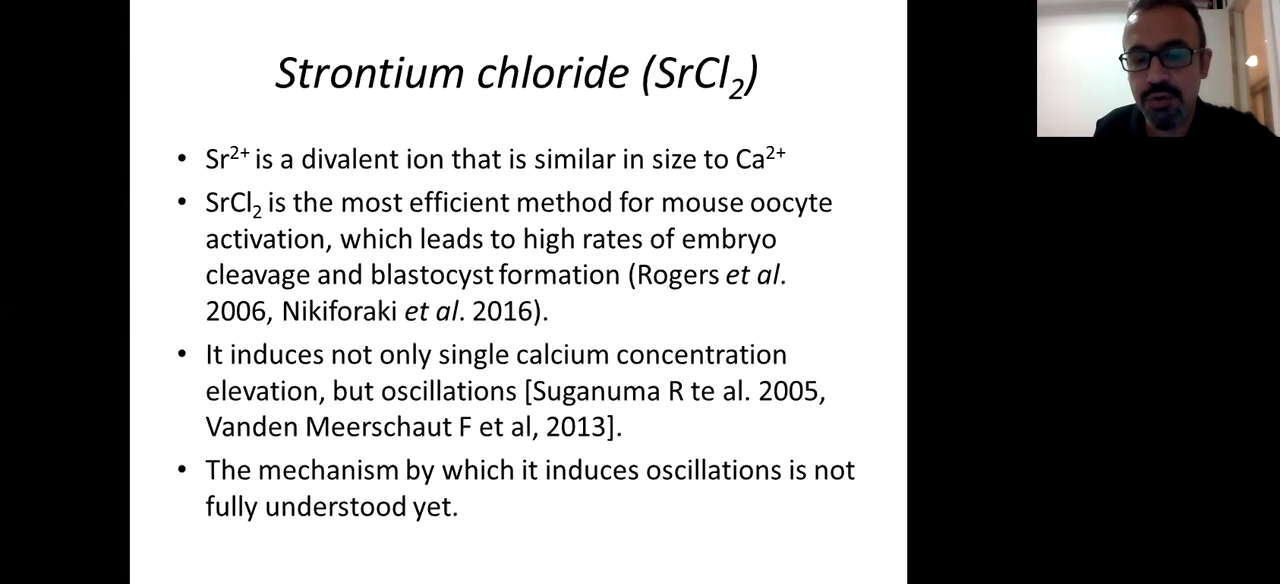 Strontium chloride (SrCl₂)
• Sr²⁺ is a divalent ion that is similar in size to Ca²⁺
• SrCl₂ is the most efficient method for mouse oocyte
activation, which leads to high rates of embryo
cleavage and blastocyst formation (Rogers et al.
2006, Nikiforaki et al. 2016).
• It induces not only single calcium concentration
elevation, but oscillations [Suganuma R te al. 2005,
Vanden Meerschaut F et al, 2013].
• The mechanism by which it induces oscillations is not
fully understood yet.